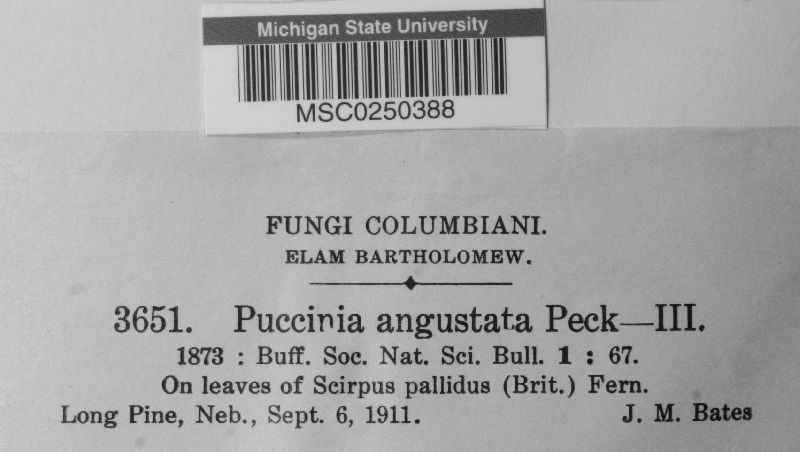 Michigan State University
MSC0250388
FUNGI COLUMBIANI.
ELAM BARTHOLOMEW.
3651. Puccinia angustata Peck—III.
1873 : Buff. Soc. Nat. Sci. Bull. 1 : 67.
On leaves of Scirpus pallidus (Brit.) Fern.
Long Pine, Neb., Sept. 6, 1911. J. M. Bates